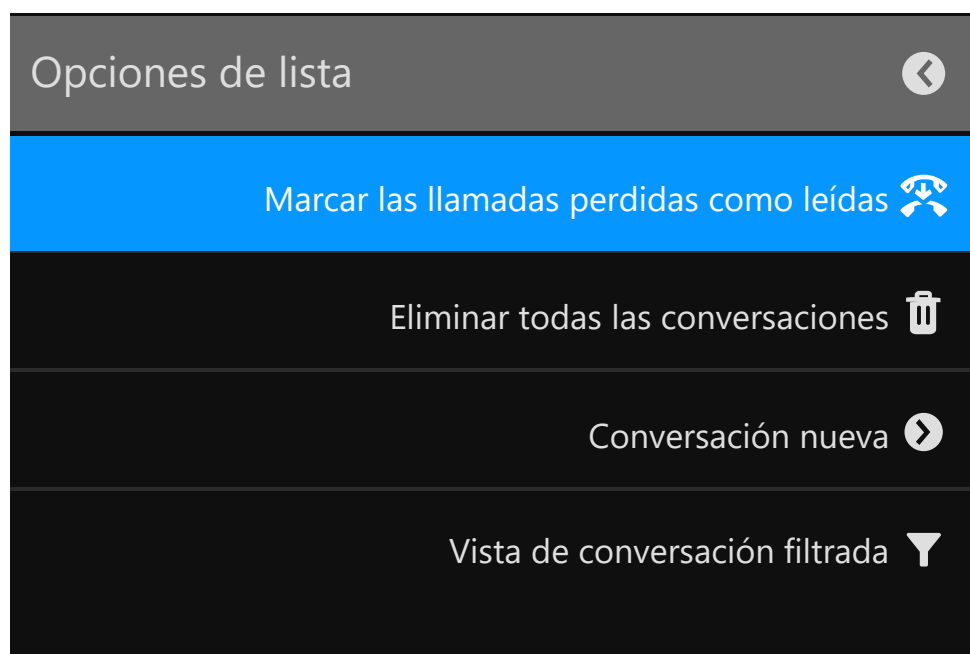 Opciones de lista
Marcar las llamadas perdidas como leídas
Eliminar todas las conversaciones
Conversación nueva
Vista de conversación filtrada